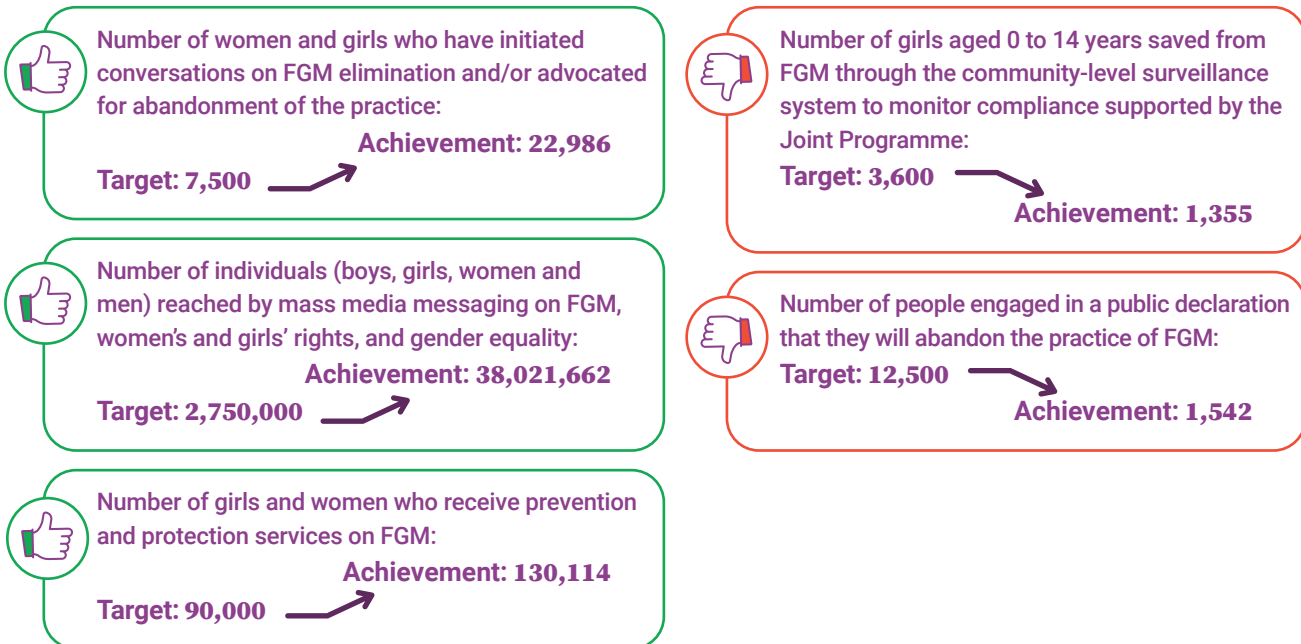 Number of women and girls who have initiated
conversations on FGM elimination and/or advocated
for abandonment of the practice:
Achievement: 22,986
Target: 7,500
Number of individuals (boys, girls, women and
men) reached by mass media messaging on FGM,
women’s and girls’ rights, and gender equality:
Achievement: 38,021,662
Target: 2,750,000
Number of girls and women who receive prevention
and protection services on FGM:
Achievement: 130,114
Target: 90,000
Number of girls aged 0 to 14 years saved from
FGM through the community-level surveillance
system to monitor compliance supported by the
Joint Programme:
Target: 3,600
Achievement: 1,355
Number of people engaged in a public declaration
that they will abandon the practice of FGM:
Target: 12,500
Achievement: 1,542